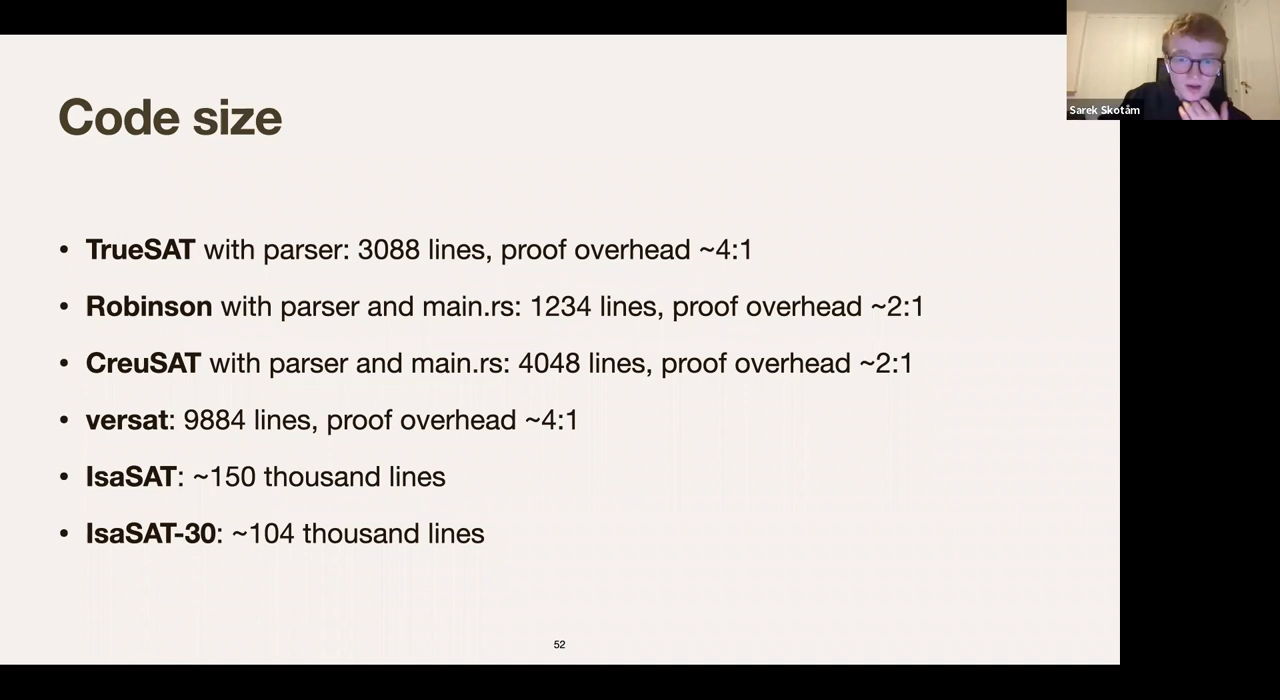 Sarek Skotåm
Code size
• TrueSAT with parser: 3088 lines, proof overhead ~4:1
• Robinson with parser and main.rs: 1234 lines, proof overhead ~2:1
• CreuSAT with parser and main.rs: 4048 lines, proof overhead ~2:1
• versat: 9884 lines, proof overhead ~4:1
• IsaSAT: ~150 thousand lines
• IsaSAT-30: ~104 thousand lines
52